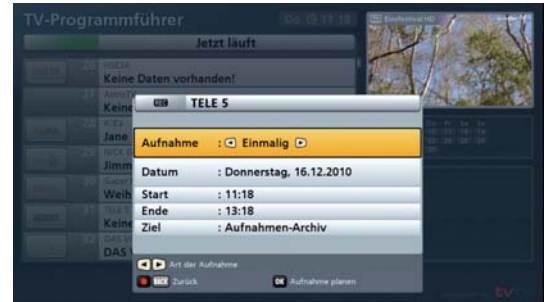 TV-Programmführer
Do 11:18
Jetzt läuft
Keine Daten vorhanden!
Keine
Jane
Jimm
Weih
Keine
DAS
REC TELE 5
Aufnahme : Einmalig
Datum : Donnerstag, 16.12.2010
Start : 11:18
Ende : 13:18
Ziel : Aufnahmen-Archiv
Art der Aufnahme
BACK Zurück OK Aufnahme planen